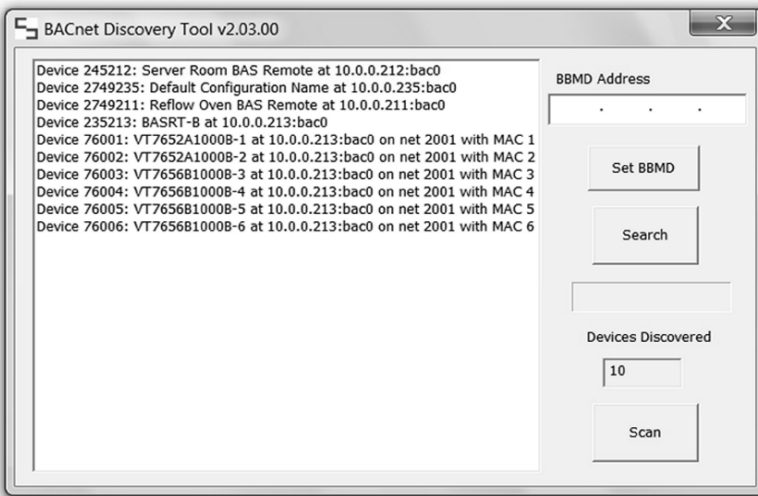 BACnet Discovery Tool v2.03.00
X
Device 245212: Server Room BAS Remote at 10.0.0.212:bac0
Device 2749235: Default Configuration Name at 10.0.0.235:bac0
Device 2749211: Reflow Oven BAS Remote at 10.0.0.211:bac0
Device 235213: BASRT-B at 10.0.0.213:bac0
Device 76001: VT7652A1000B-1 at 10.0.0.213:bac0 on net 2001 with MAC 1
Device 76002: VT7652A1000B-2 at 10.0.0.213:bac0 on net 2001 with MAC 2
Device 76003: VT7656B1000B-3 at 10.0.0.213:bac0 on net 2001 with MAC 3
Device 76004: VT7656B1000B-4 at 10.0.0.213:bac0 on net 2001 with MAC 4
Device 76005: VT7656B1000B-5 at 10.0.0.213:bac0 on net 2001 with MAC 5
Device 76006: VT7656B1000B-6 at 10.0.0.213:bac0 on net 2001 with MAC 6
BBMD Address
. . .
Set BBMD
Search
Devices Discovered
10
Scan